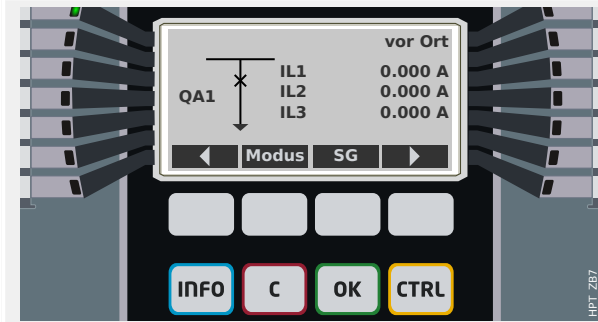 vor Ort
IL1 0.000 A
QA1 IL2 0.000 A
IL3 0.000 A
Modus SG
INFO C OK CTRL
HPT_ZB7